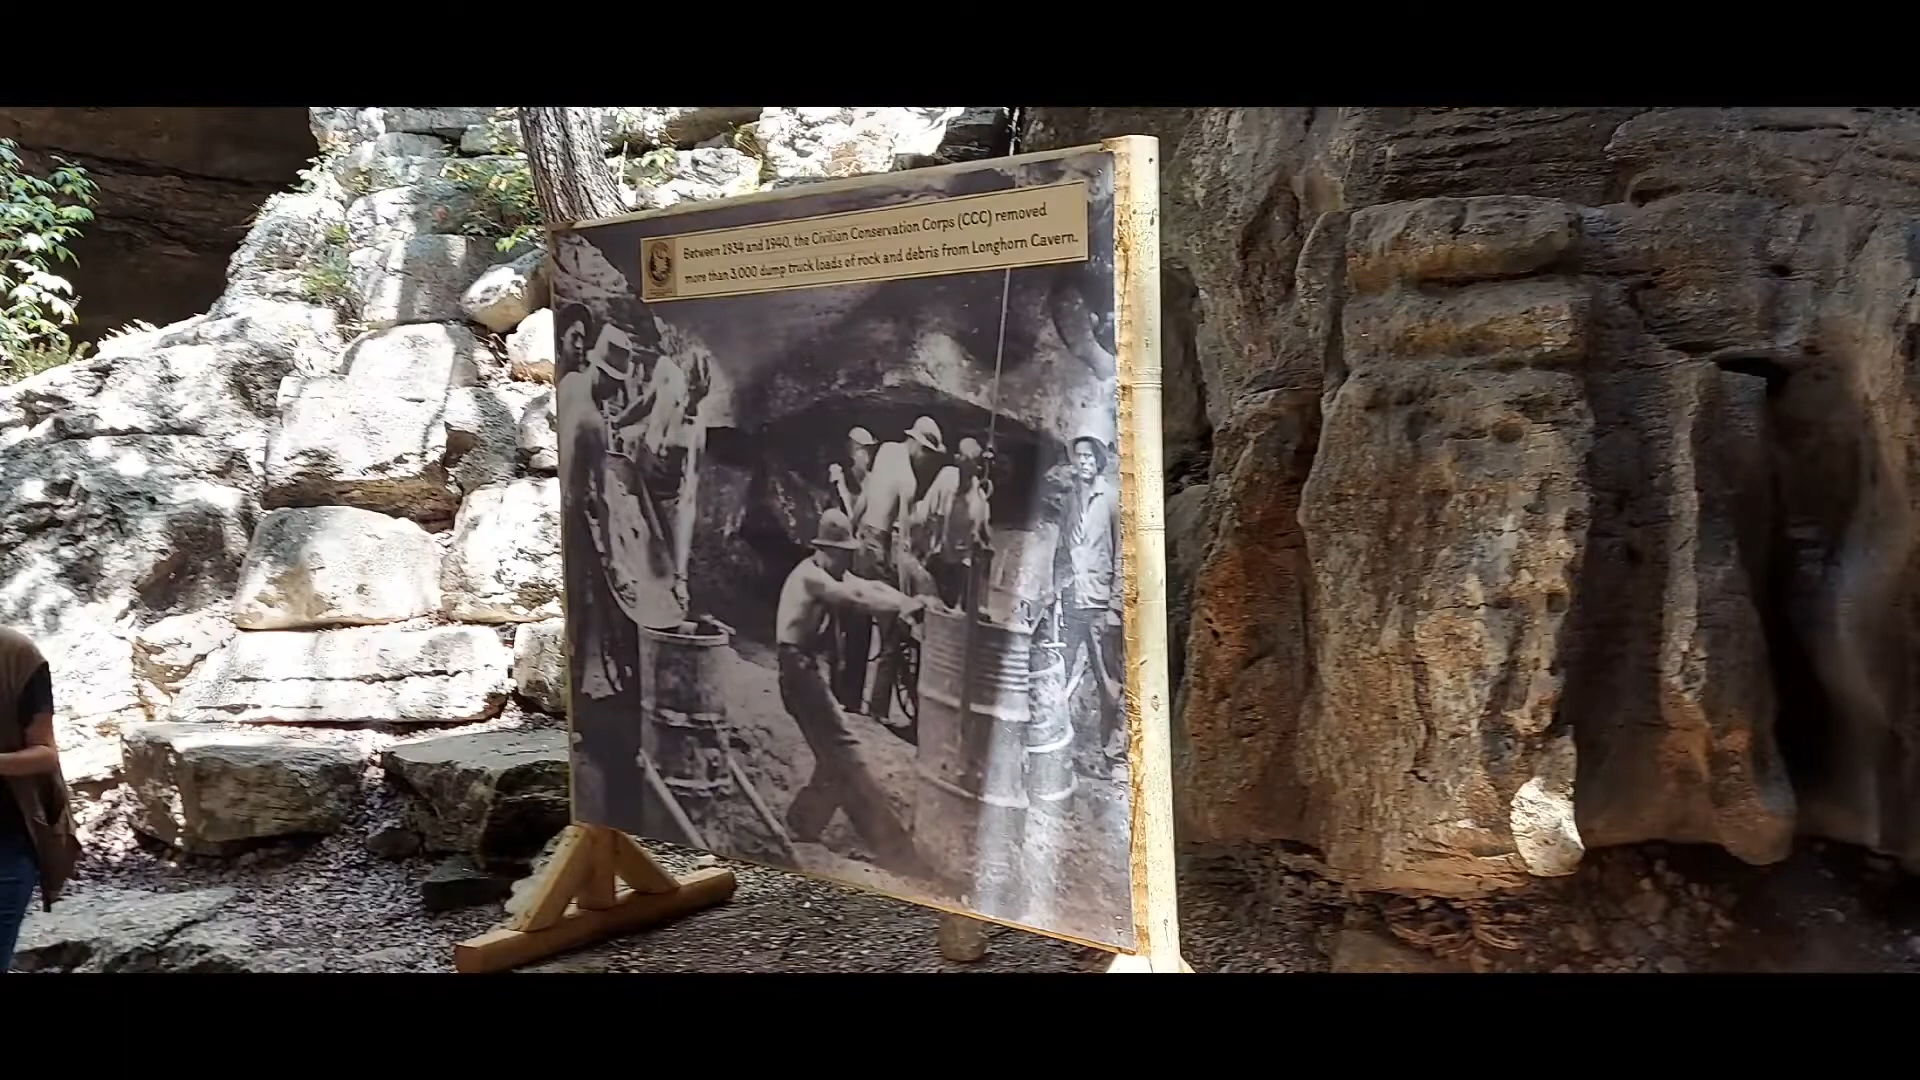 Between 1934 and 1940, the Civilian Conservation Corps (CCC) removed
more than 3,000 dump truck loads of rock and debris from Longhorn Cavern.